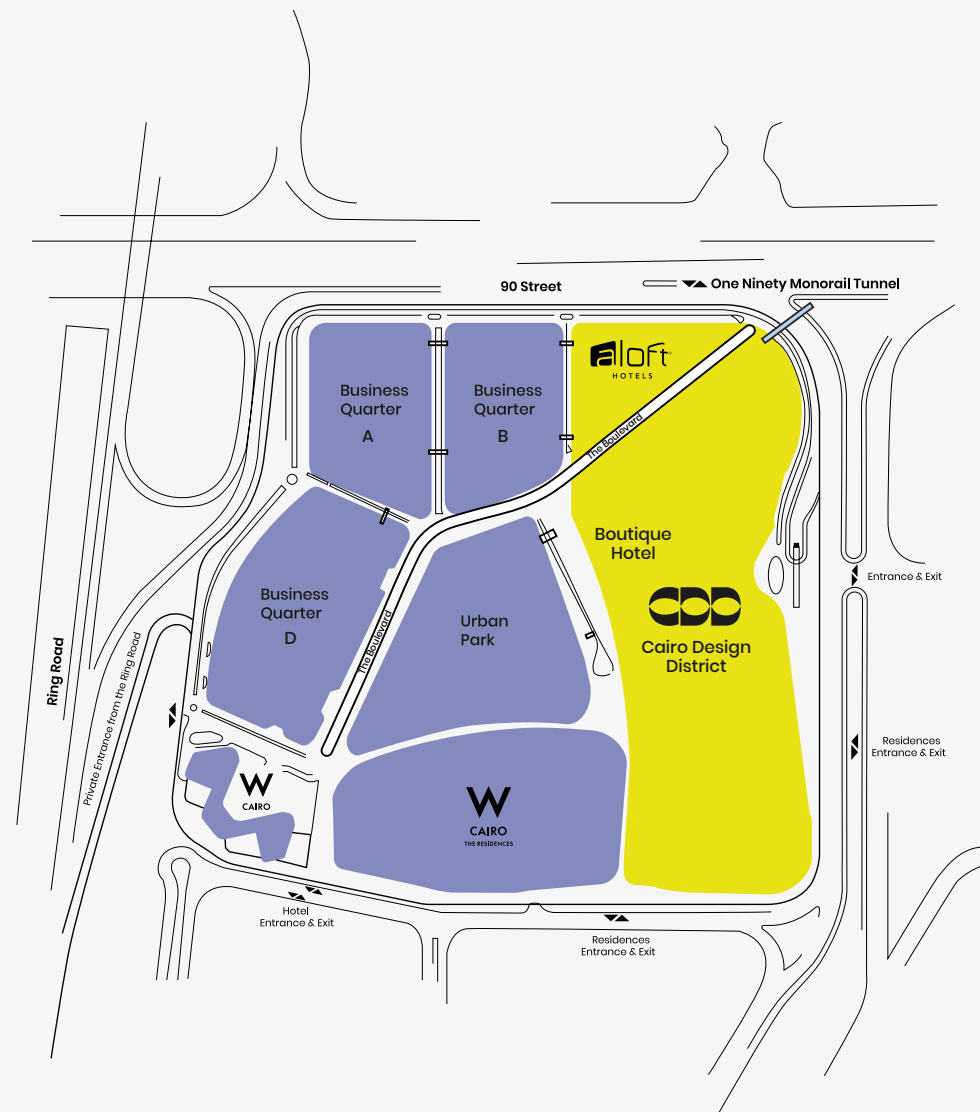 90 Street
One Ninety Monorail Tunnel
aloft
HOTELS
Business
Quarter
A
Business
Quarter
B
The Boulevard
Boutique
Hotel
CDD
Cairo Design
District
Entrance & Exit
Business
Quarter
D
The Boulevard
Urban
Park
Ring Road
Private Entrance from the Ring Road
Residences
Entrance & Exit
W
CAIRO
W
CAIRO
THE RESIDENCES
Hotel
Entrance & Exit
Residences
Entrance & Exit